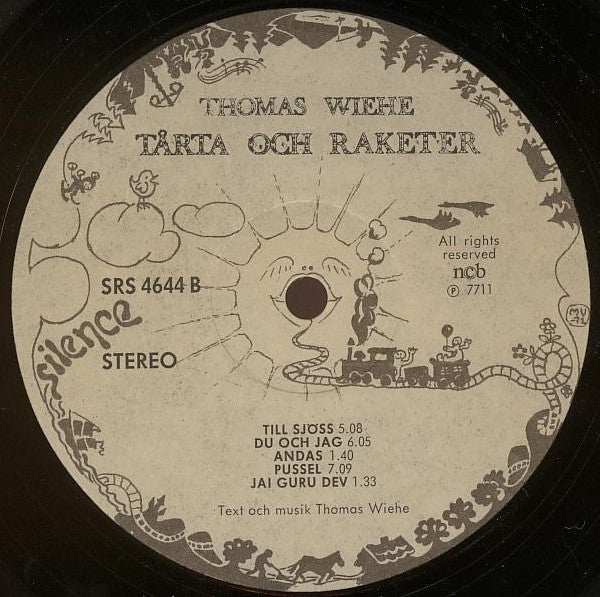 THOMAS WIEHE
TÅRTA OCH RAKETER
All rights
reserved
ncb
Ⓟ 7711
SRS 4644 B
silence
STEREO
MV
72
TILL SJÖSS 5.08
DU OCH JAG 6.05
ANDAS 1.40
PUSSEL 7.09
JAI GURU DEV 1.33
Text och musik Thomas Wiehe